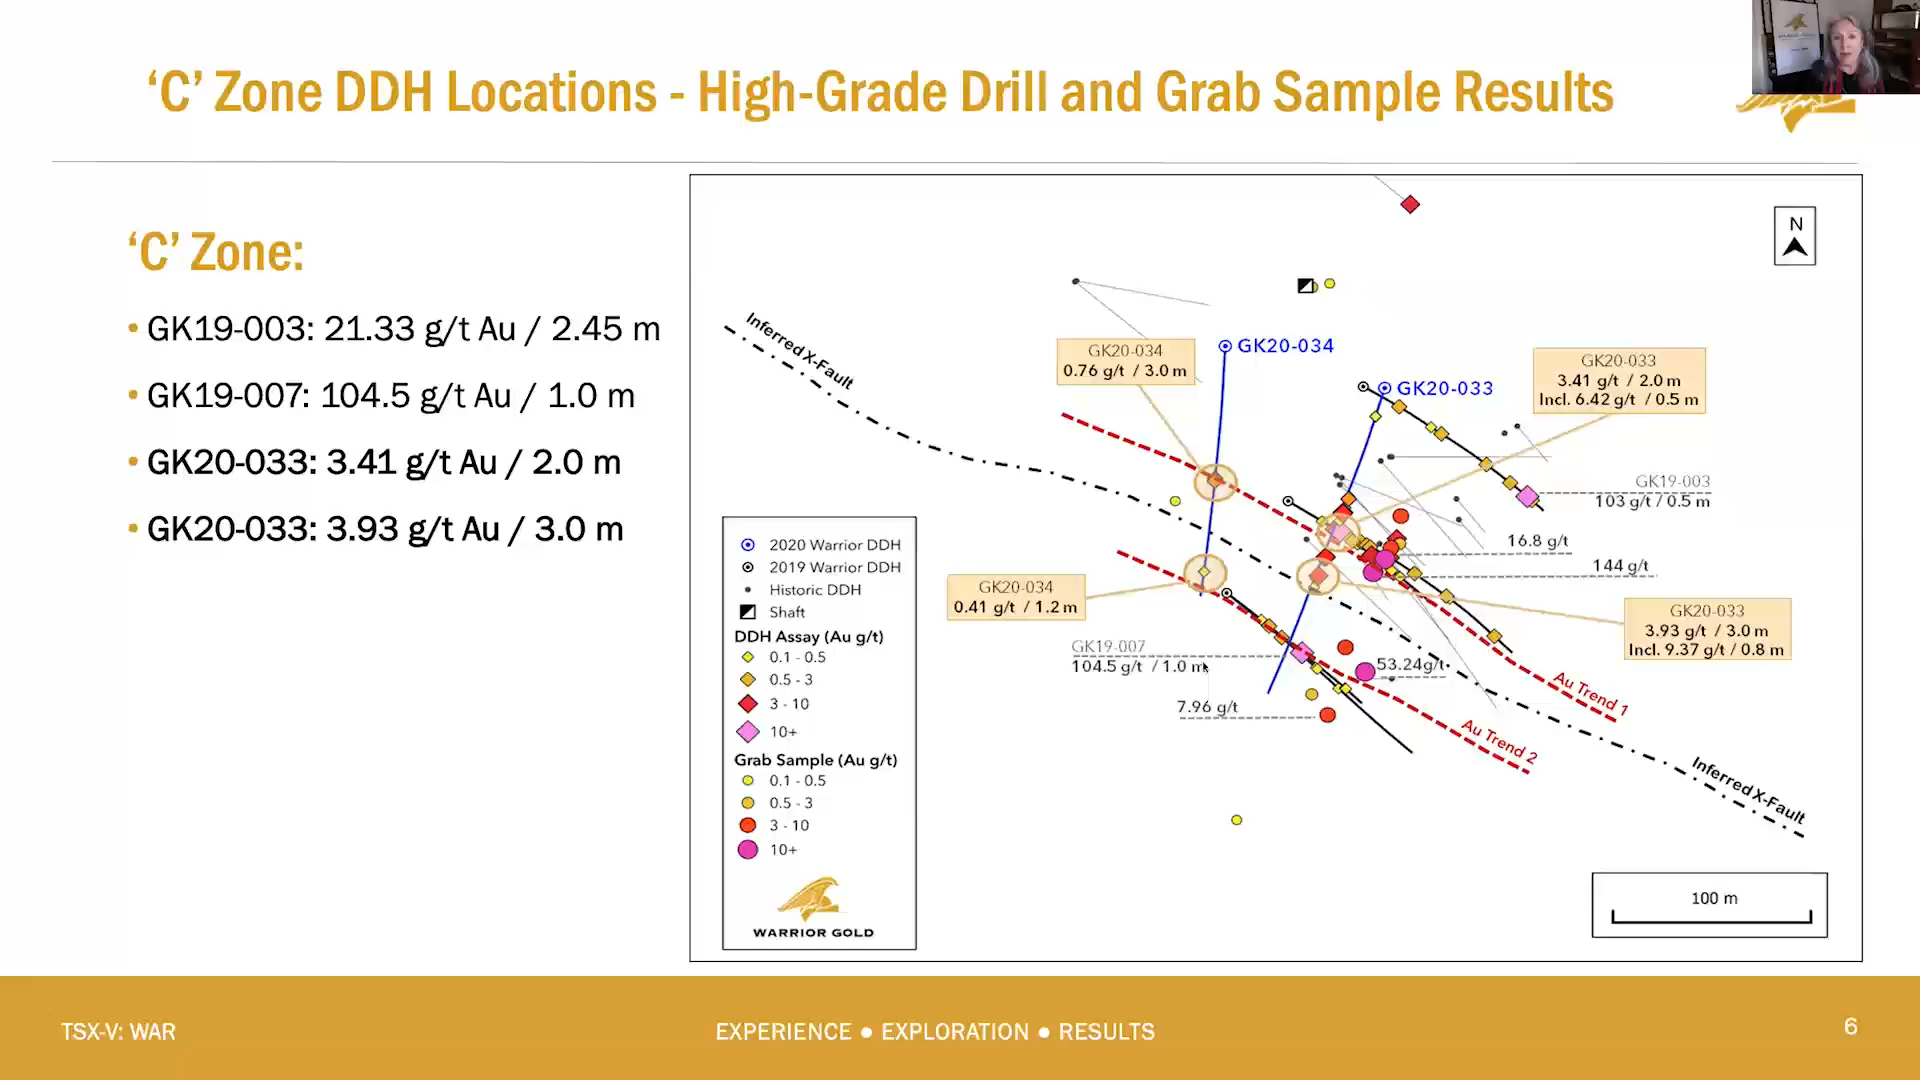 ‘C’ Zone DDH Locations - High-Grade Drill and Grab Sample Results
‘C’ Zone:
• GK19-003: 21.33 g/t Au / 2.45 m
• GK19-007: 104.5 g/t Au / 1.0 m
• GK20-033: 3.41 g/t Au / 2.0 m
• GK20-033: 3.93 g/t Au / 3.0 m
N
Inferred X-Fault
GK20-034
0.76 g/t / 3.0 m
GK20-034
GK20-033
GK20-033
3.41 g/t / 2.0 m
Incl. 6.42 g/t / 0.5 m
GK19-003
103 g/t / 0.5 m
16.8 g/t
144 g/t
GK20-034
0.41 g/t / 1.2 m
GK20-033
3.93 g/t / 3.0 m
Incl. 9.37 g/t / 0.8 m
GK19-007
104.5 g/t / 1.0 m
53.24g/t
7.96 g/t
Au Trend 1
Au Trend 2
Inferred X-Fault
2020 Warrior DDH
2019 Warrior DDH
Historic DDH
Shaft
DDH Assay (Au g/t)
0.1 - 0.5
0.5 - 3
3 - 10
10+
Grab Sample (Au g/t)
0.1 - 0.5
0.5 - 3
3 - 10
10+
WARRIOR GOLD
100 m
TSX-V: WAR
EXPERIENCE ● EXPLORATION ● RESULTS
6